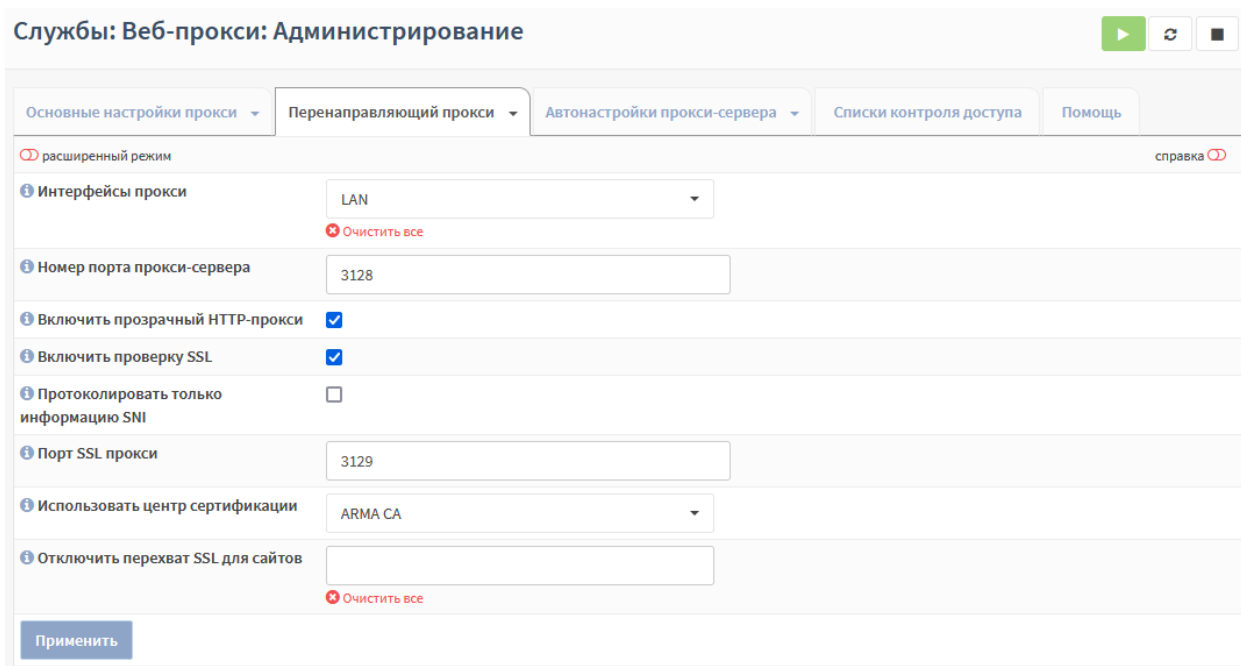 Службы: Веб-прокси: Администрирование
Основные настройки прокси
Перенаправляющий прокси
Автонастройки прокси-сервера
Списки контроля доступа
Помощь
расширенный режим
справка
Интерфейсы прокси
LAN
Очистить все
Номер порта прокси-сервера
3128
Включить прозрачный HTTP-прокси
Включить проверку SSL
Протоколировать только
информацию SNI
Порт SSL прокси
3129
Использовать центр сертификации
ARMA CA
Отключить перехват SSL для сайтов
Очистить все
Применить